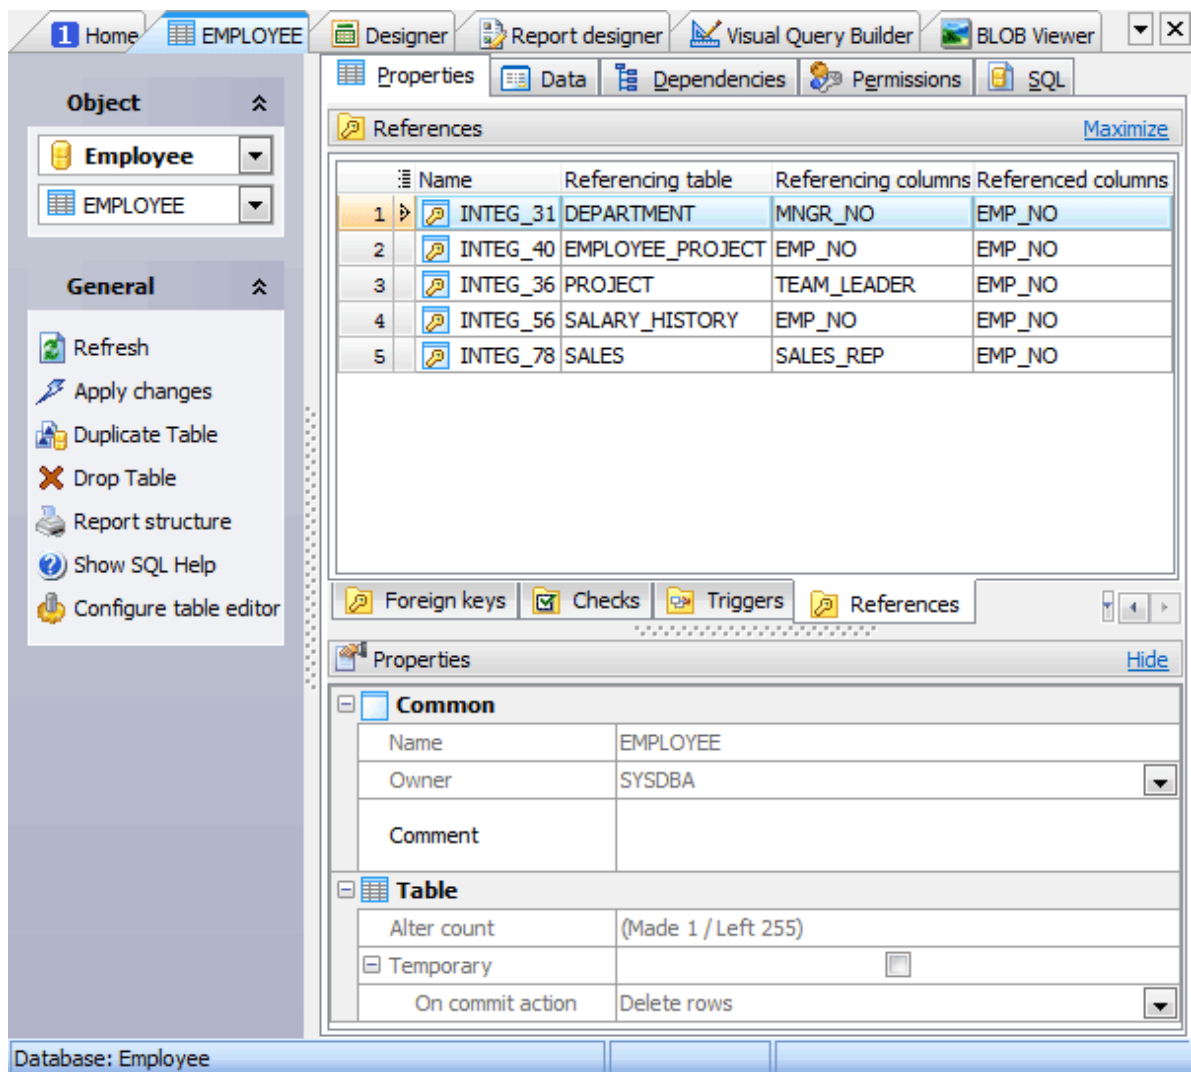 1 Home EMPLOYEE Designer Report designer Visual Query Builder BLOB Viewer
Object
Employee
EMPLOYEE
General
Refresh
Apply changes
Duplicate Table
Drop Table
Report structure
Show SQL Help
Configure table editor
Properties Data Dependencies Permissions SQL
References Maximize
Name Referencing table Referencing columns Referenced columns
1 INTEG_31 DEPARTMENT MNGR_NO EMP_NO
2 INTEG_40 EMPLOYEE_PROJECT EMP_NO EMP_NO
3 INTEG_36 PROJECT TEAM_LEADER EMP_NO
4 INTEG_56 SALARY_HISTORY EMP_NO EMP_NO
5 INTEG_78 SALES SALES_REP EMP_NO
Foreign keys Checks Triggers References
Properties Hide
Common
Name EMPLOYEE
Owner SYSDBA
Comment
Table
Alter count (Made 1 / Left 255)
Temporary
On commit action Delete rows
Database: Employee